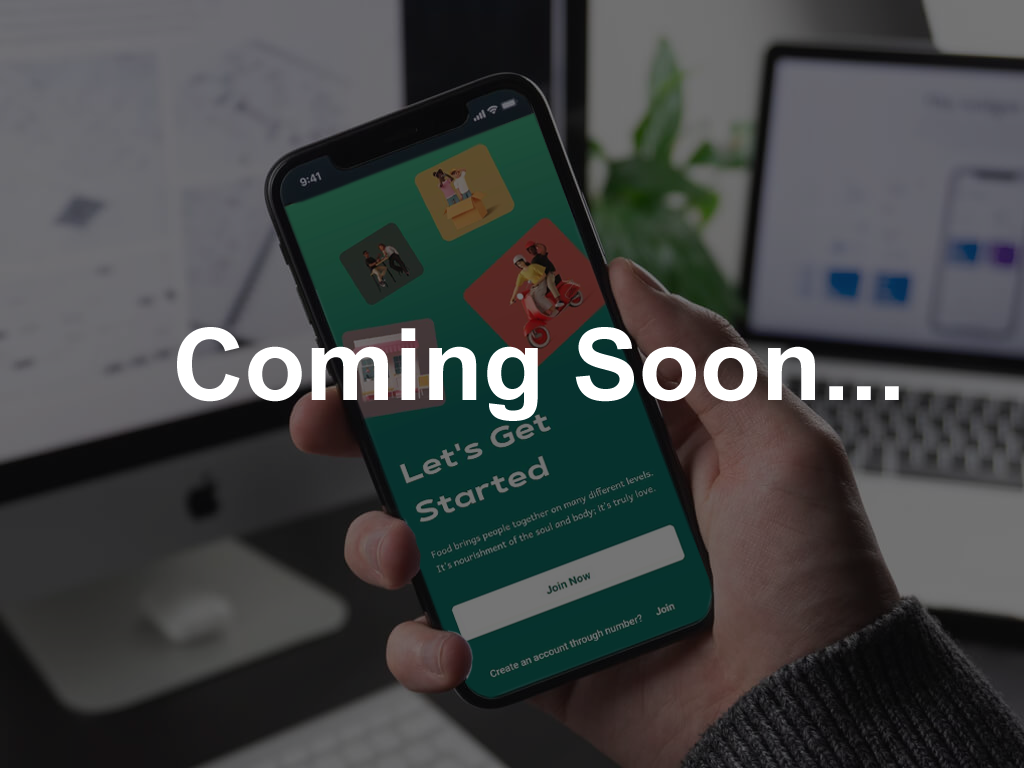 9:41
Coming Soon...
Let's Get
Started
Food brings people together on many different levels.
It's nourishment of the soul and body; it's truly love.
Join Now
Create an account through number? Join